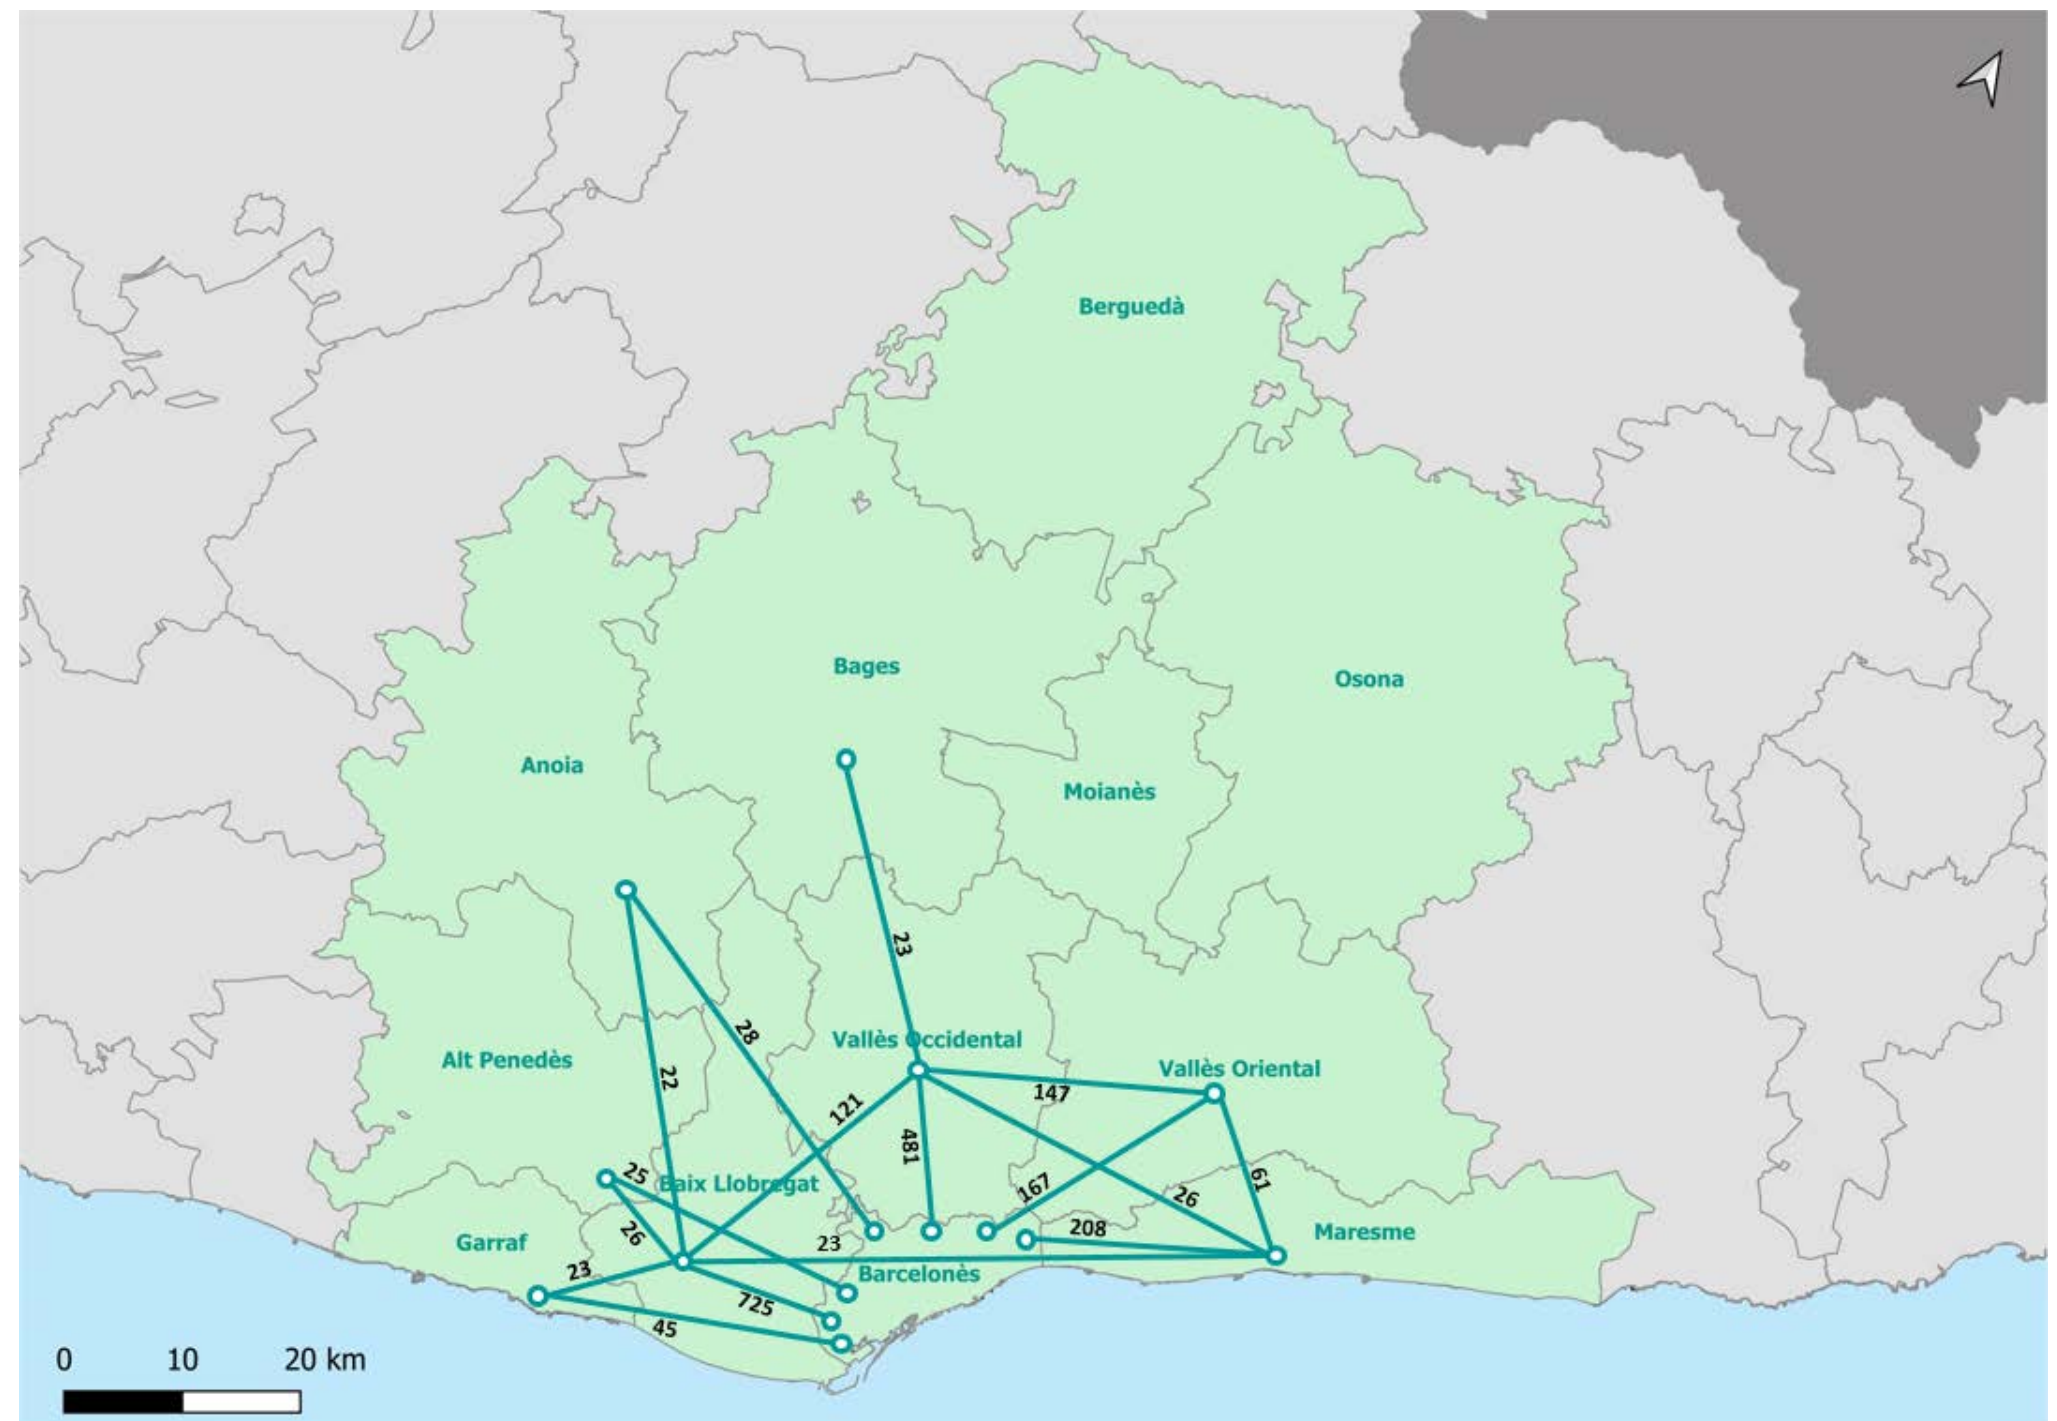 Berguedà
Bages
Osona
Anoia
Moianès
23
28
Vallès Occidental
Alt Penedès
Vallès Oriental
22
147
121
481
25
Baix Llobregat
61
167
26
26
208
Maresme
Garraf
23
23
Barcelonès
725
45
0 10 20 km